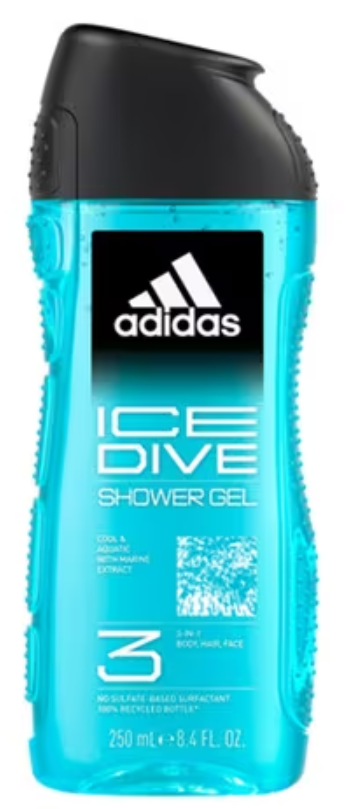 adidas
ICE
DIVE
SHOWER GEL
COOL &
AQUATIC
WITH MARINE
EXTRACT
3
3-IN-1
BODY, HAIR, FACE
NO SULFATE-BASED SURFACTANT
100% RECYCLED BOTTLE*
250 mL e 8.4 FL. OZ.